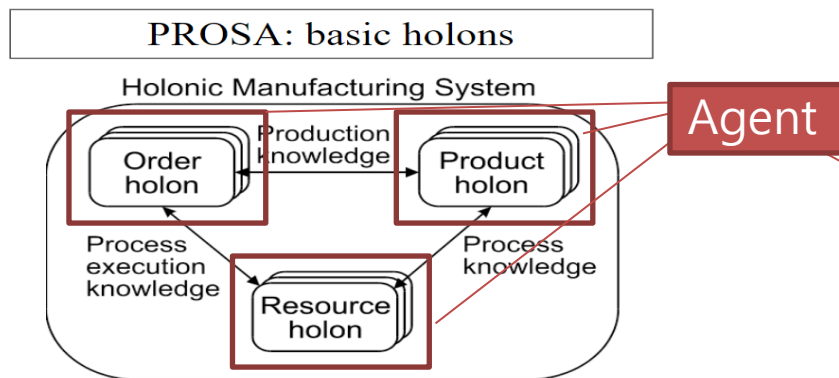 PROSA: basic holons
Holonic Manufacturing System
Agent
Order
holon
Production
knowledge
Product
holon
Process
execution
knowledge
Process
knowledge
Resource
holon